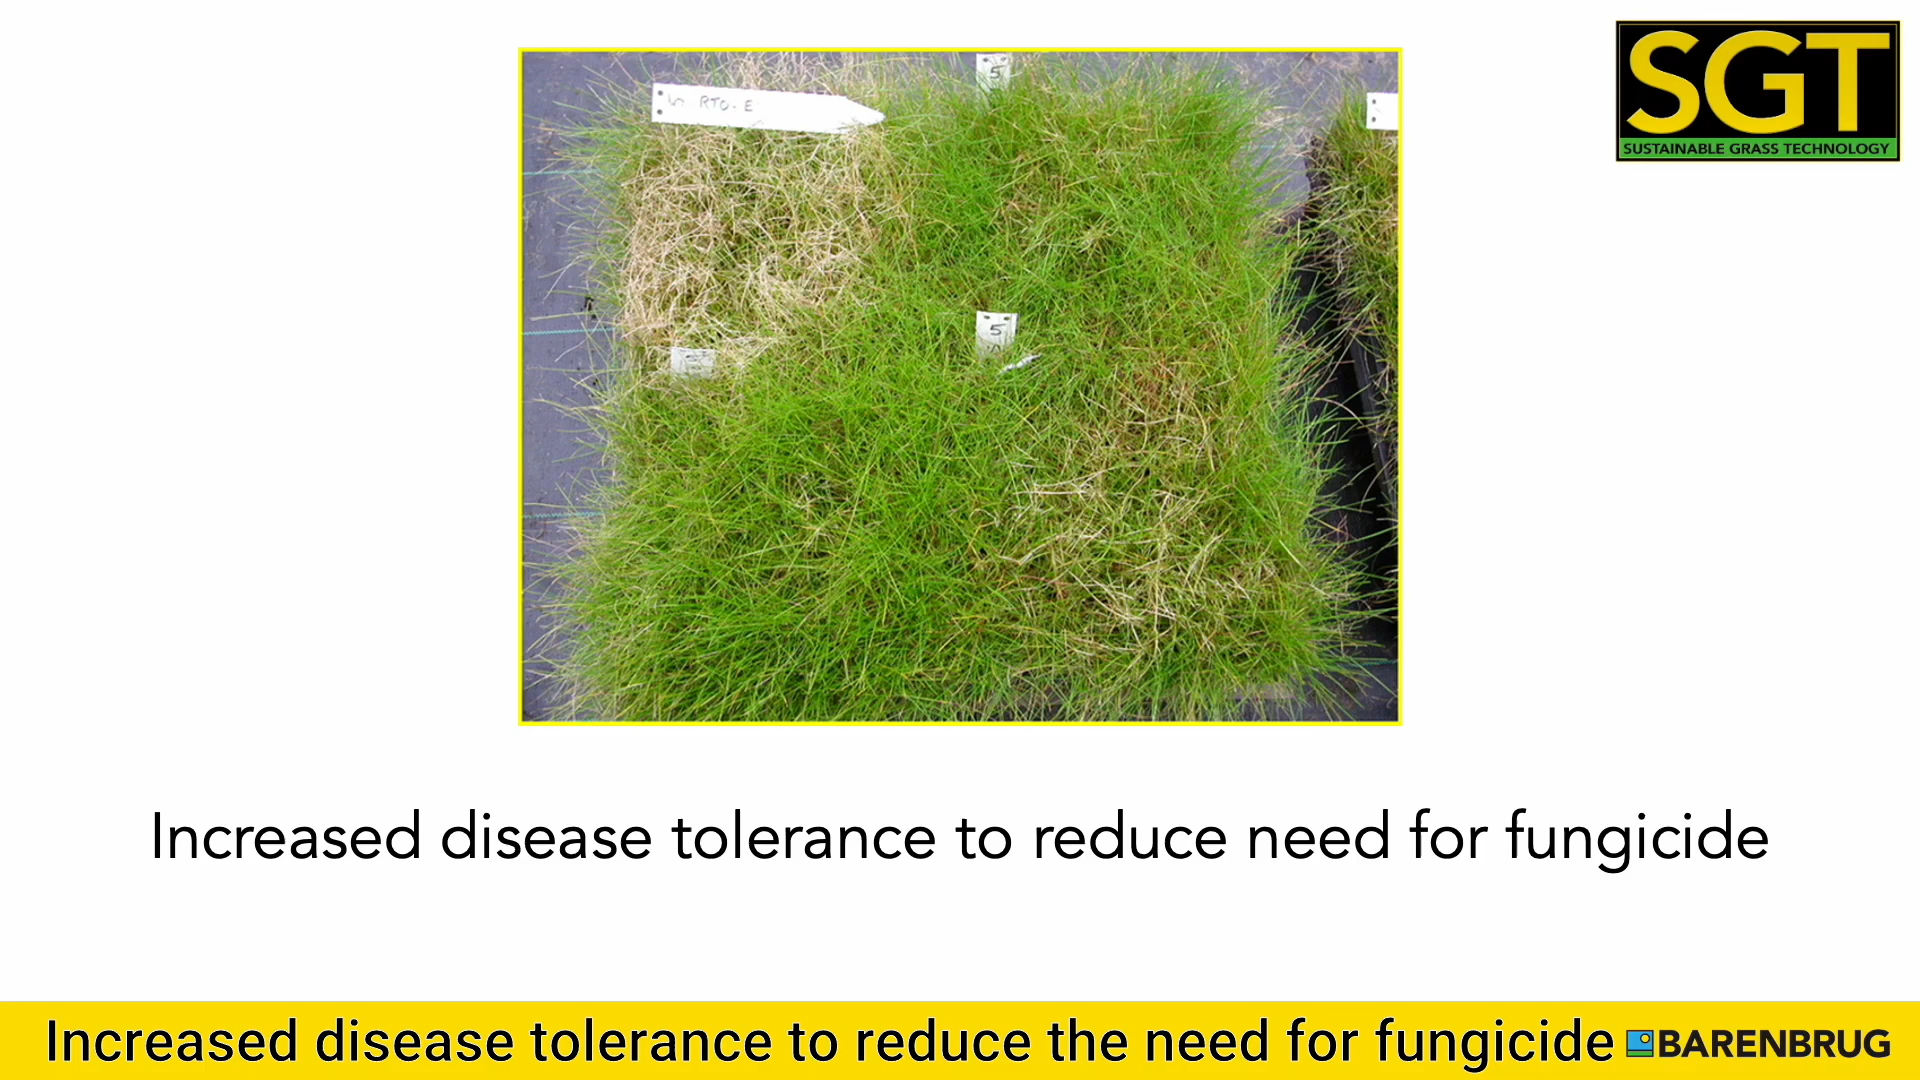 SGT
SUSTAINABLE GRASS TECHNOLOGY
5
RTO. E
5
Increased disease tolerance to reduce need for fungicide
Increased disease tolerance to reduce the need for fungicide
BARENBRUG